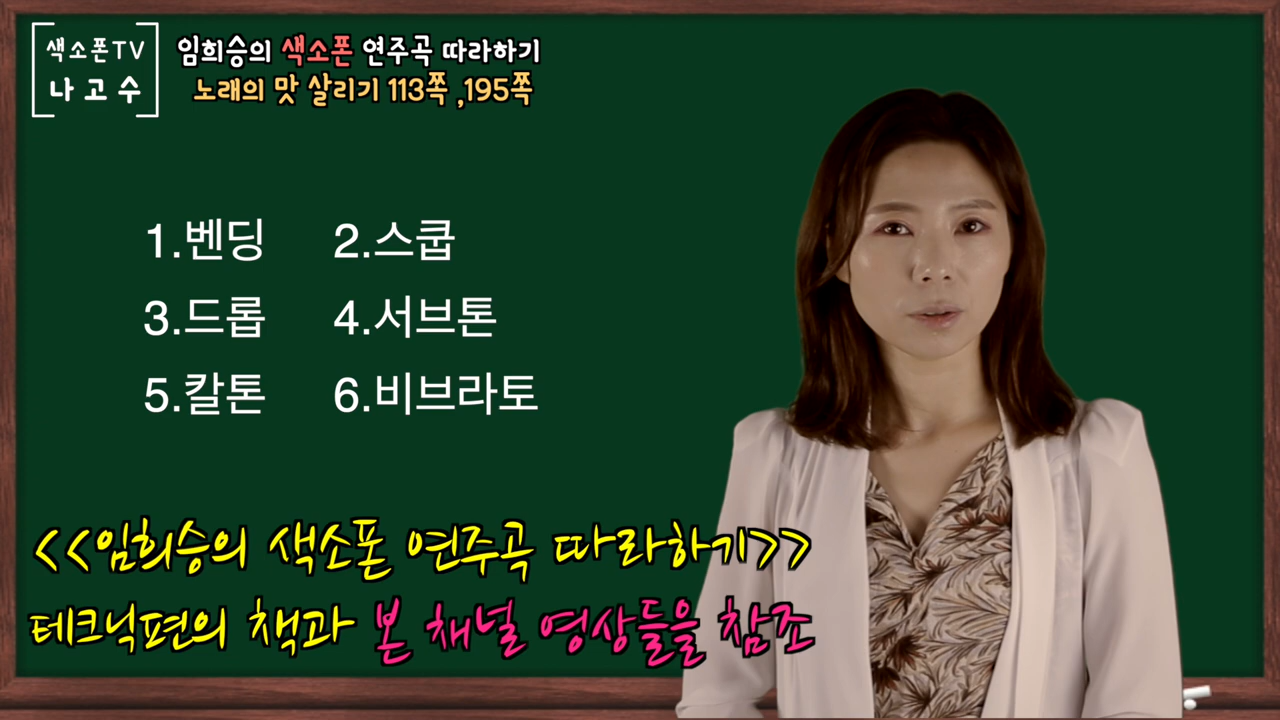 색소폰TV
나고수
임희승의 색소폰 연주곡 따라하기
노래의 맛 살리기 113쪽 ,195쪽
1.벤딩 2.스쿱
3.드롭 4.서브톤
5.칼톤 6.비브라토
<<임희승의 색소폰 연주곡 따라하기>>
테크닉편의 책과 본 채널 영상들을 참조